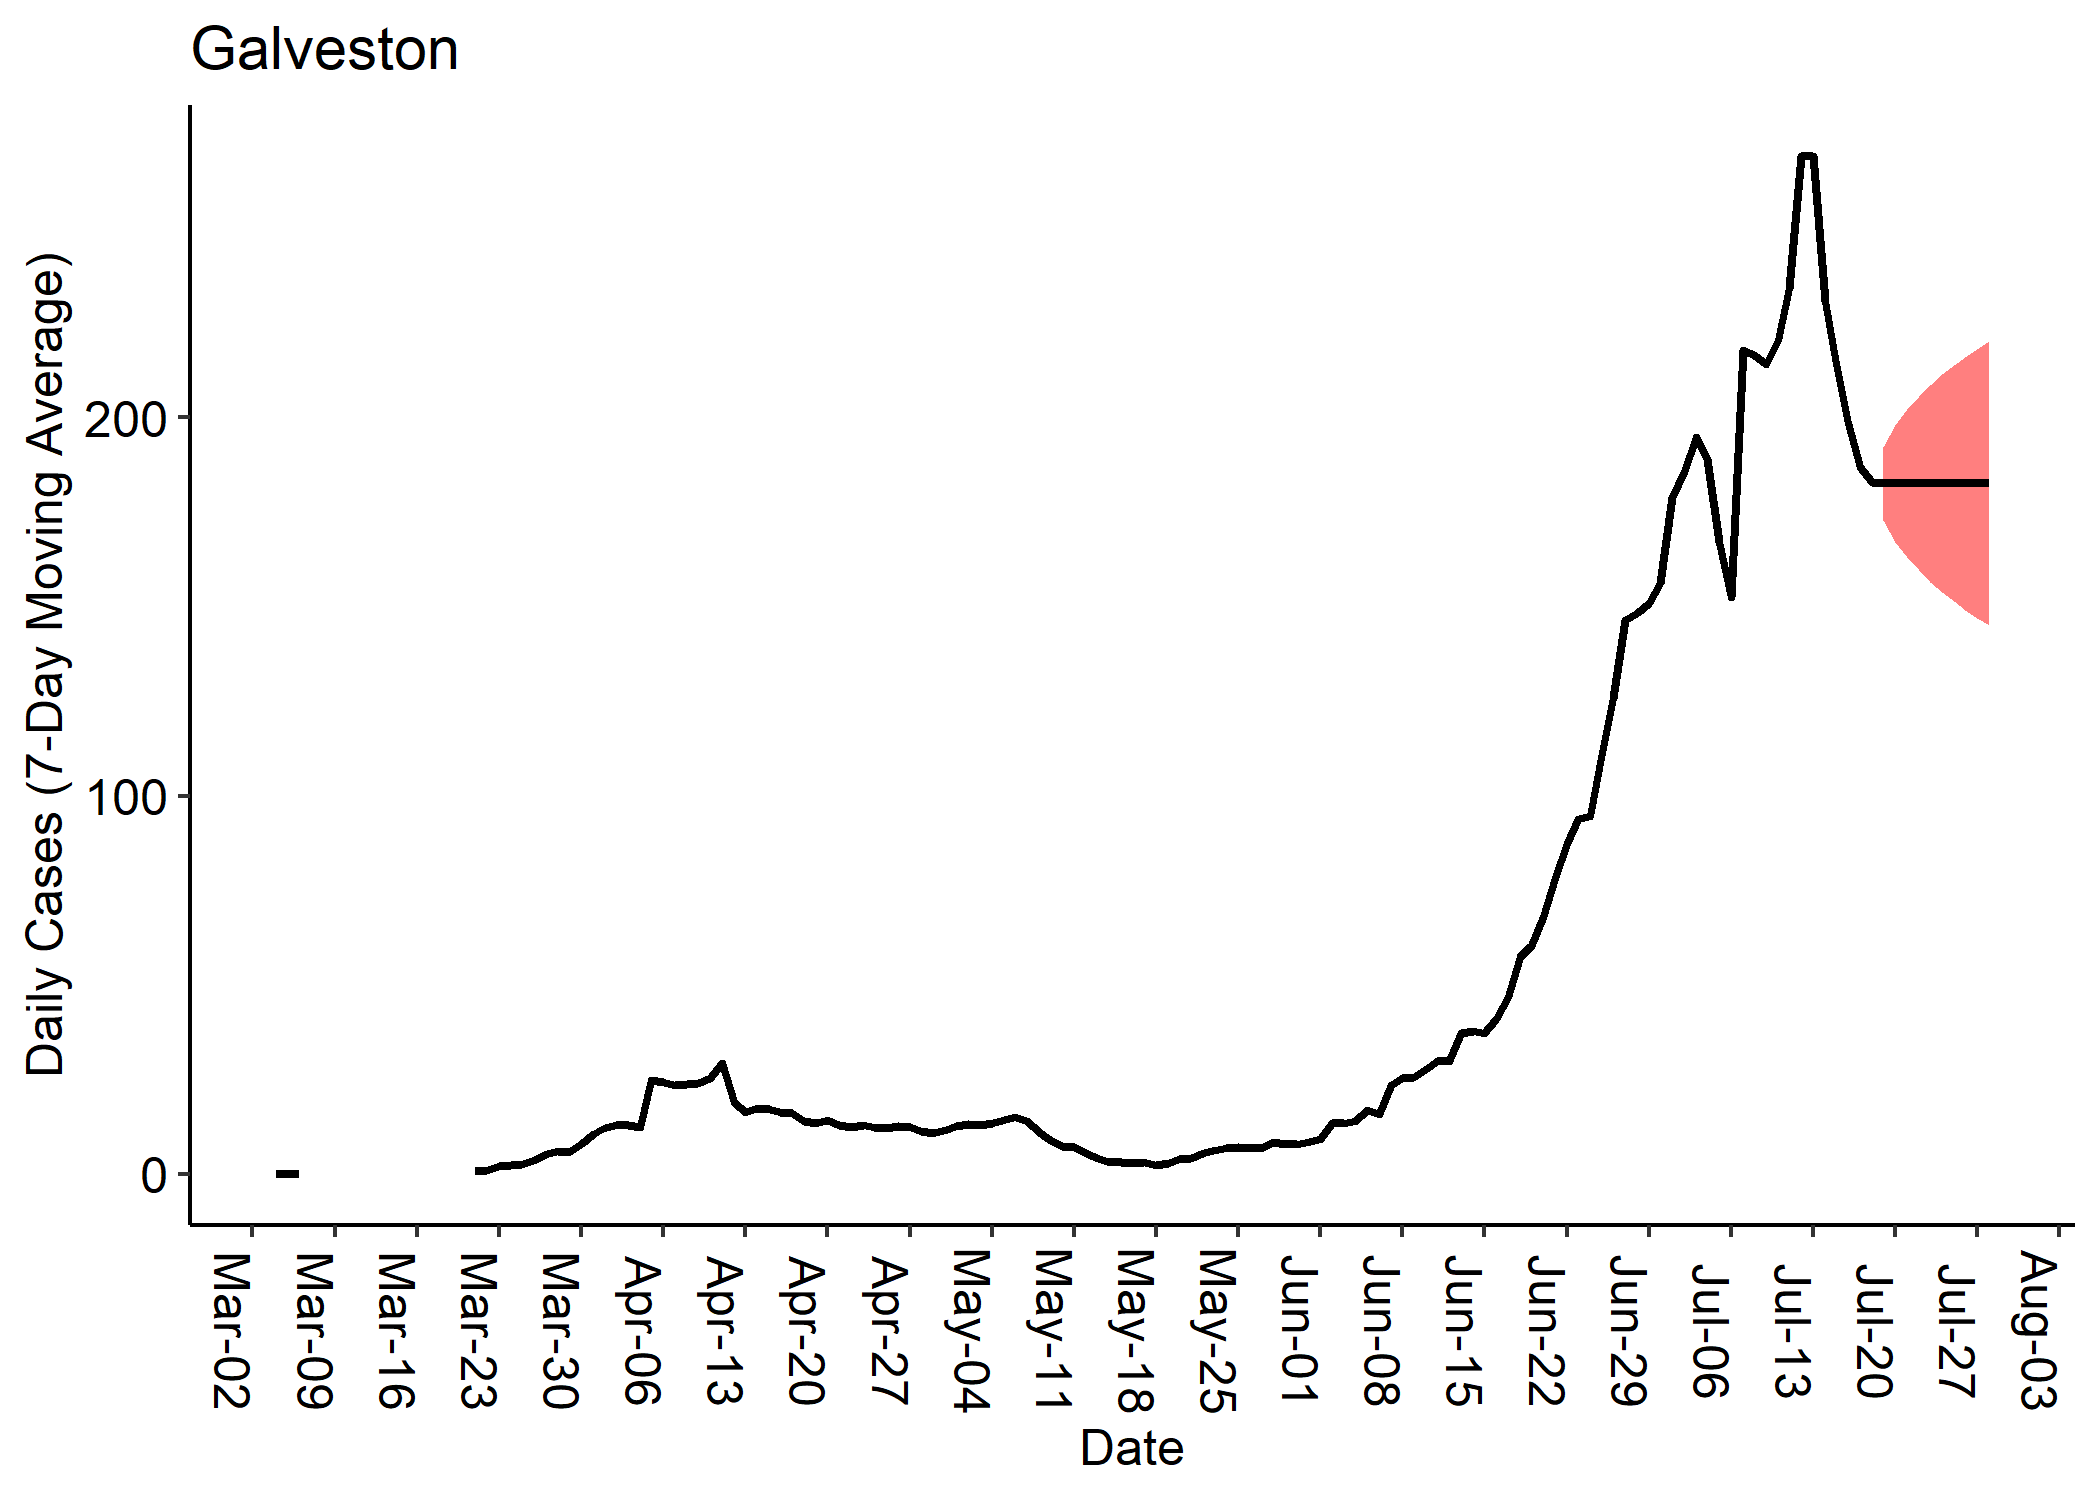 Galveston
Daily Cases (7-Day Moving Average)
200
100
0
Mar-02
Mar-09
Mar-16
Mar-23
Mar-30
Apr-06
Apr-13
Apr-20
Apr-27
May-04
May-11
May-18
May-25
Jun-01
Jun-08
Jun-15
Jun-22
Jun-29
Jul-06
Jul-13
Jul-20
Jul-27
Aug-03
Date